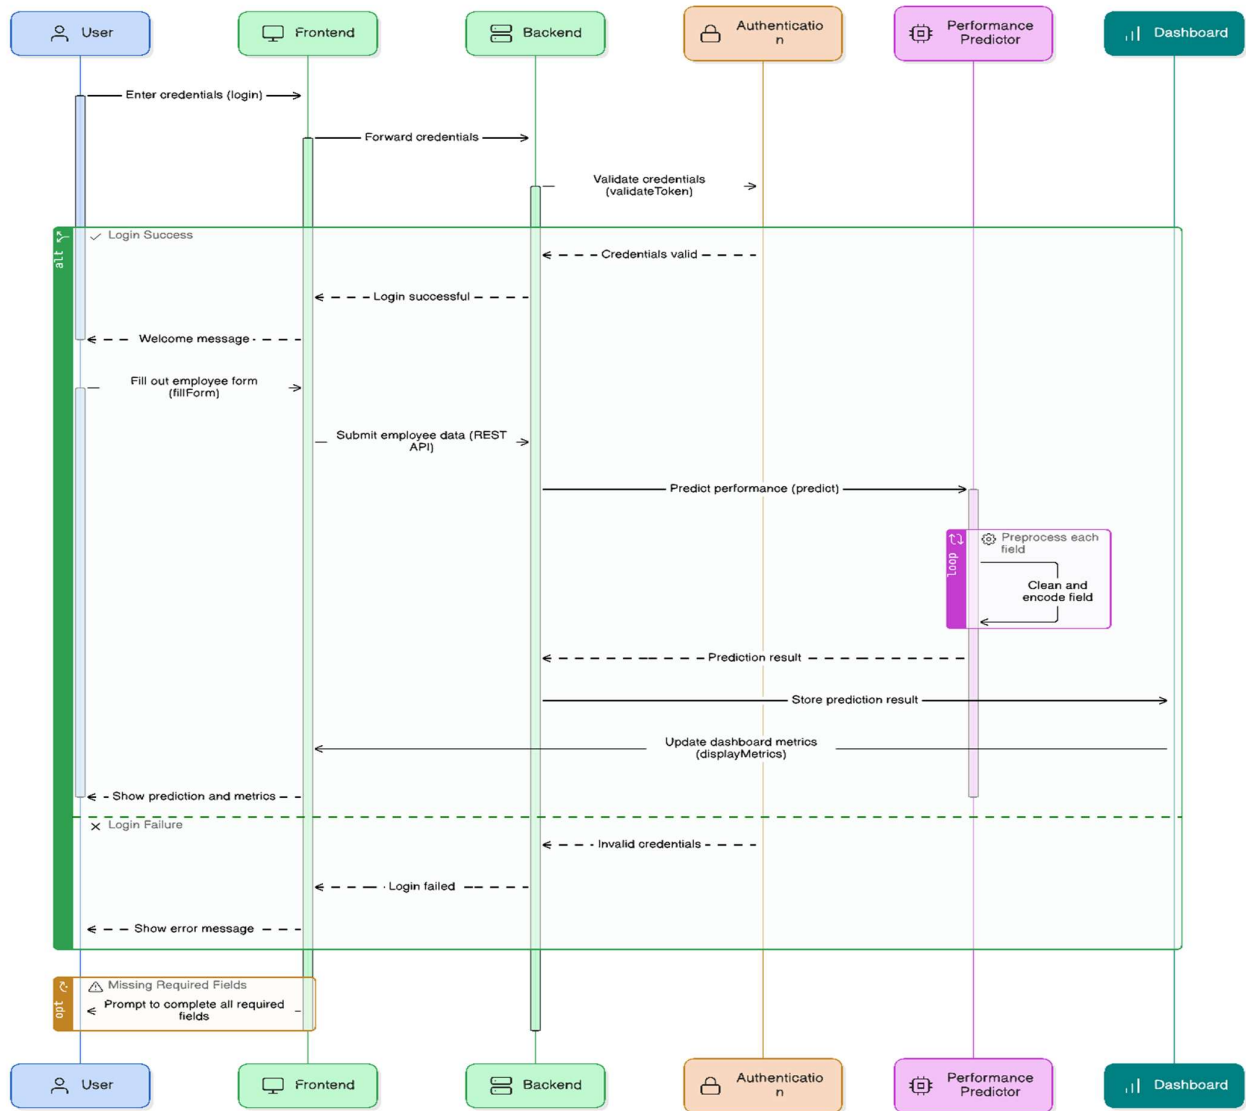 User
Frontend
Backend
Authenticatio
n
Performance
Predictor
Dashboard
Enter credentials (login)
Forward credentials
Validate credentials
(validateToken)
alt
Login Success
Credentials valid
Login successful
Welcome message
Fill out employee form
(fillForm)
Submit employee data (REST
API)
Predict performance (predict)
loop
Preprocess each
field
Clean and
encode field
Prediction result
Store prediction result
Update dashboard metrics
(displayMetrics)
Show prediction and metrics
Login Failure
Invalid credentials
Login failed
Show error message
opt
Missing Required Fields
Prompt to complete all required
fields
User
Frontend
Backend
Authenticatio
n
Performance
Predictor
Dashboard